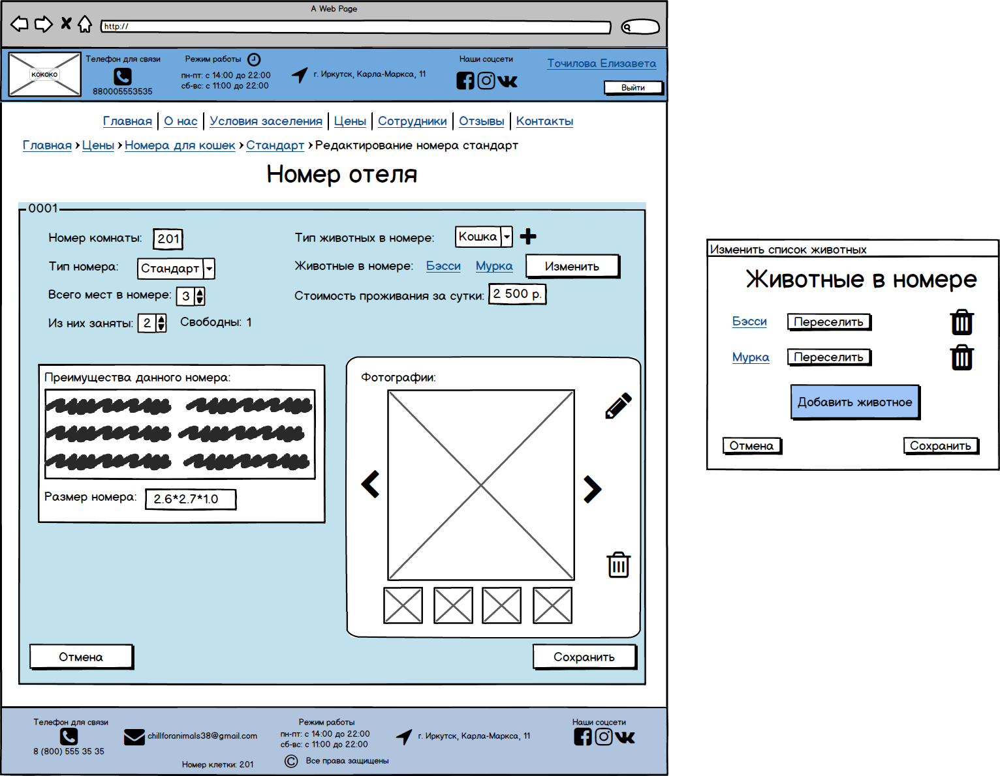 A Web Page
http://
кококо
Телефон для связи
880005553535
Режим работы
пн-пт: с 14:00 до 22:00
сб-вс: с 11:00 до 22:00
г. Иркутск, Карла-Маркса, 11
Наши соцсети
Точилова Елизавета
Выйти
Главная О нас Условия заселения Цены Сотрудники Отзывы Контакты
Главная › Цены › Номера для кошек › Стандарт › Редактирование номера стандарт
Номер отеля
0001
Номер комнаты: 201
Тип номера: Стандарт
Всего мест в номере: 3
Из них заняты: 2 Свободны: 1
Тип животных в номере: Кошка
Животные в номере: Бэсси Мурка Изменить
Стоимость проживания за сутки: 2 500 р.
Преимущества данного номера:
Размер номера: 2.6*2.7*1.0
Фотографии:
Отмена
Сохранить
Телефон для связи
8 (800) 555 35 35
chillforanimals38@gmail.com
Номер клетки: 201
Режим работы
пн-пт: с 14:00 до 22:00
сб-вс: с 11:00 до 22:00
© Все права защищены
г. Иркутск, Карла-Маркса, 11
Наши соцсети
Изменить список животных
Животные в номере
Бэсси Переселить
Мурка Переселить
Добавить животное
Отмена
Сохранить